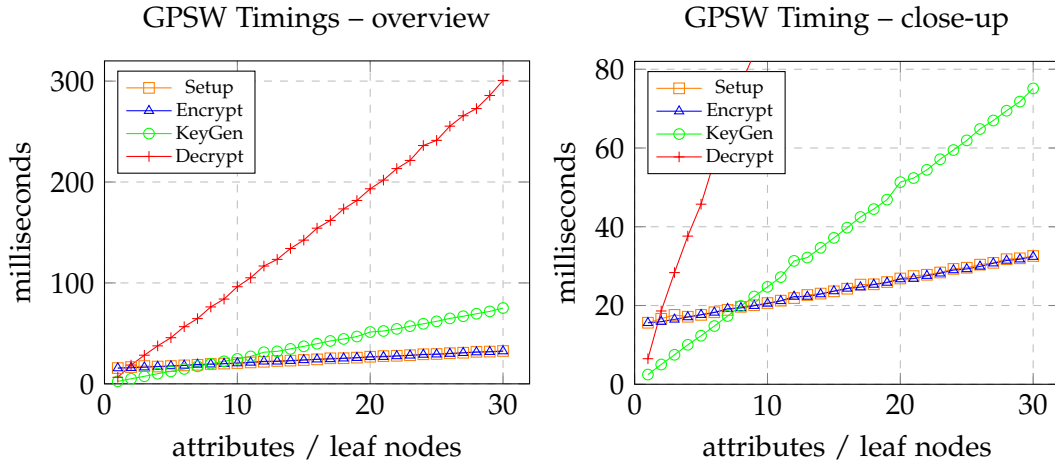 GPSW Timings – overview
300
200
100
0
milliseconds
Setup
Encrypt
KeyGen
Decrypt
10
20
30
attributes / leaf nodes
GPSW Timing – close-up
80
60
40
20
0
milliseconds
Setup
Encrypt
KeyGen
Decrypt
10
20
30
attributes / leaf nodes